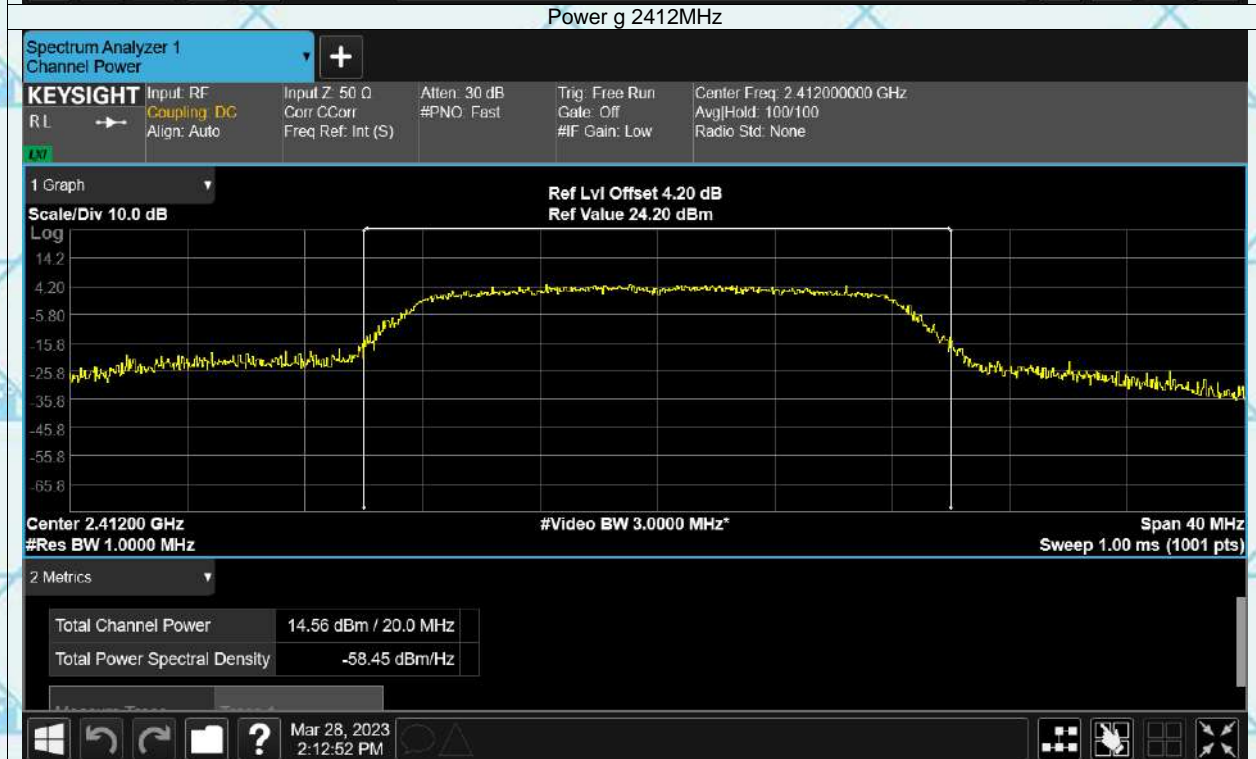 Power g 2412MHz
Spectrum Analyzer 1
Channel Power
+
KEYSIGHT
R L
LXI
Input: RF
Coupling: DC
Align: Auto
Input Z: 50 Ω
Corr CCorr
Freq Ref: Int (S)
Atten: 30 dB
#PNO: Fast
Trig: Free Run
Gate: Off
#IF Gain: Low
Center Freq: 2.412000000 GHz
Avg|Hold: 100/100
Radio Std: None
1 Graph
Scale/Div 10.0 dB
Ref Lvl Offset 4.20 dB
Ref Value 24.20 dBm
Log
14.2
4.20
-5.80
-15.8
-25.8
-35.8
-45.8
-55.8
-65.8
Center 2.41200 GHz
#Res BW 1.0000 MHz
#Video BW 3.0000 MHz*
Span 40 MHz
Sweep 1.00 ms (1001 pts)
2 Metrics
Total Channel Power 14.56 dBm / 20.0 MHz
Total Power Spectral Density -58.45 dBm/Hz
?
Mar 28, 2023
2:12:52 PM